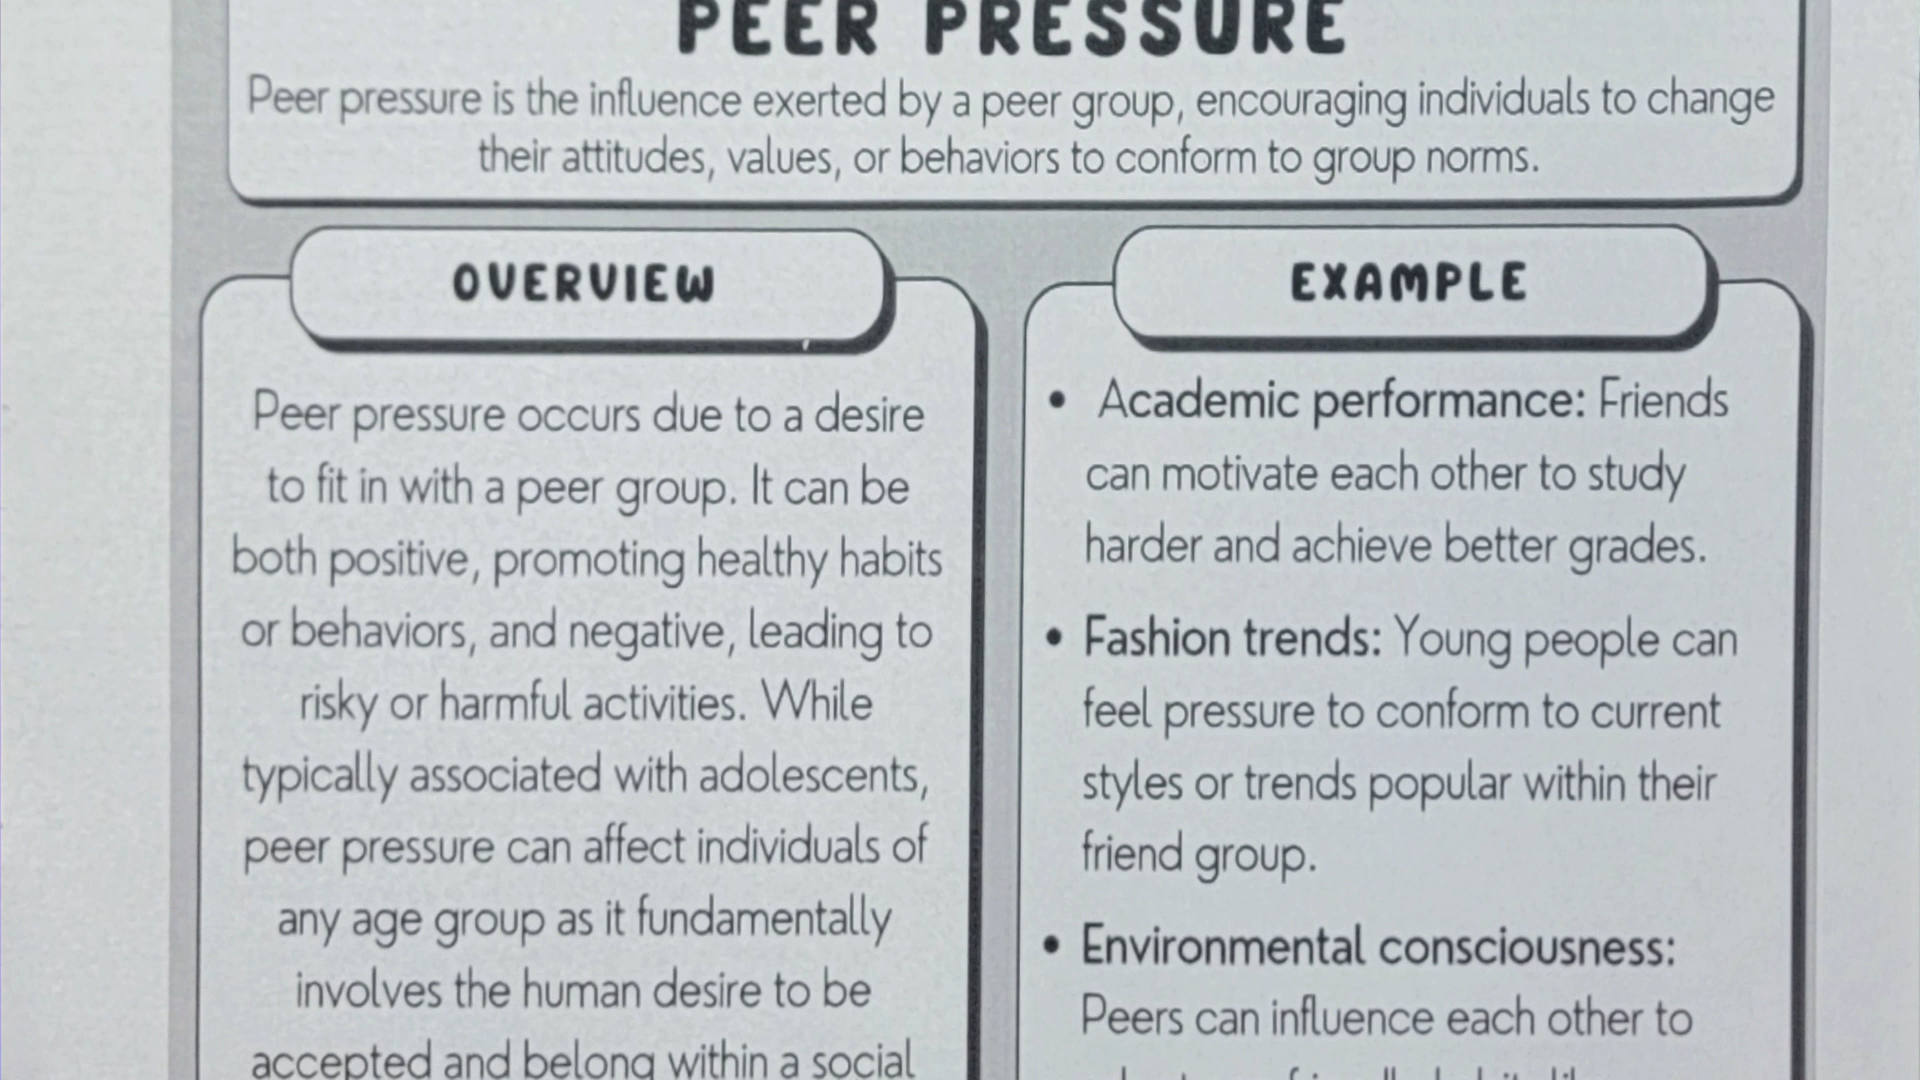 PEER PRESSURE
Peer pressure is the influence exerted by a peer group, encouraging individuals to change
their attitudes, values, or behaviors to conform to group norms.
OVERVIEW
Peer pressure occurs due to a desire
to fit in with a peer group. It can be
both positive, promoting healthy habits
or behaviors, and negative, leading to
risky or harmful activities. While
typically associated with adolescents,
peer pressure can affect individuals of
any age group as it fundamentally
involves the human desire to be
accepted and belong within a social
EXAMPLE
• Academic performance: Friends
can motivate each other to study
harder and achieve better grades.
• Fashion trends: Young people can
feel pressure to conform to current
styles or trends popular within their
friend group.
• Environmental consciousness:
Peers can influence each other to